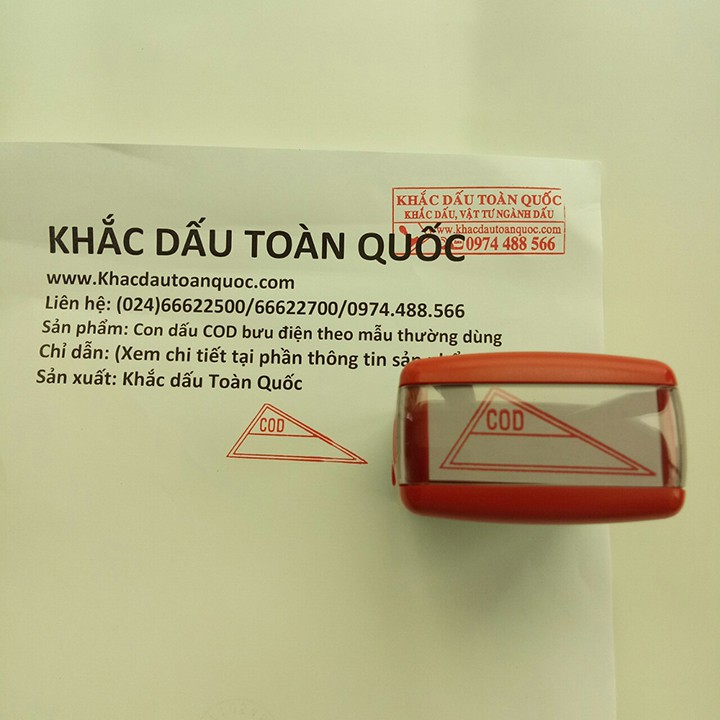 KHẮC DẤU TOÀN QUỐC
KHẮC DẤU, VẬT TƯ NGÀNH DẤU
www.khacdautoanquoc.com
0974 488 566
KHẮC DẤU TOÀN QUỐC
www.Khacdautoanquoc.com
Liên hệ: (024)66622500/66622700/0974.488.566
Sản phẩm: Con dấu COD bưu điện theo mẫu thường dùng
Chỉ dẫn: (Xem chi tiết tại phần thông tin sản
Sản xuất: Khắc dấu Toàn Quốc
COD
COD